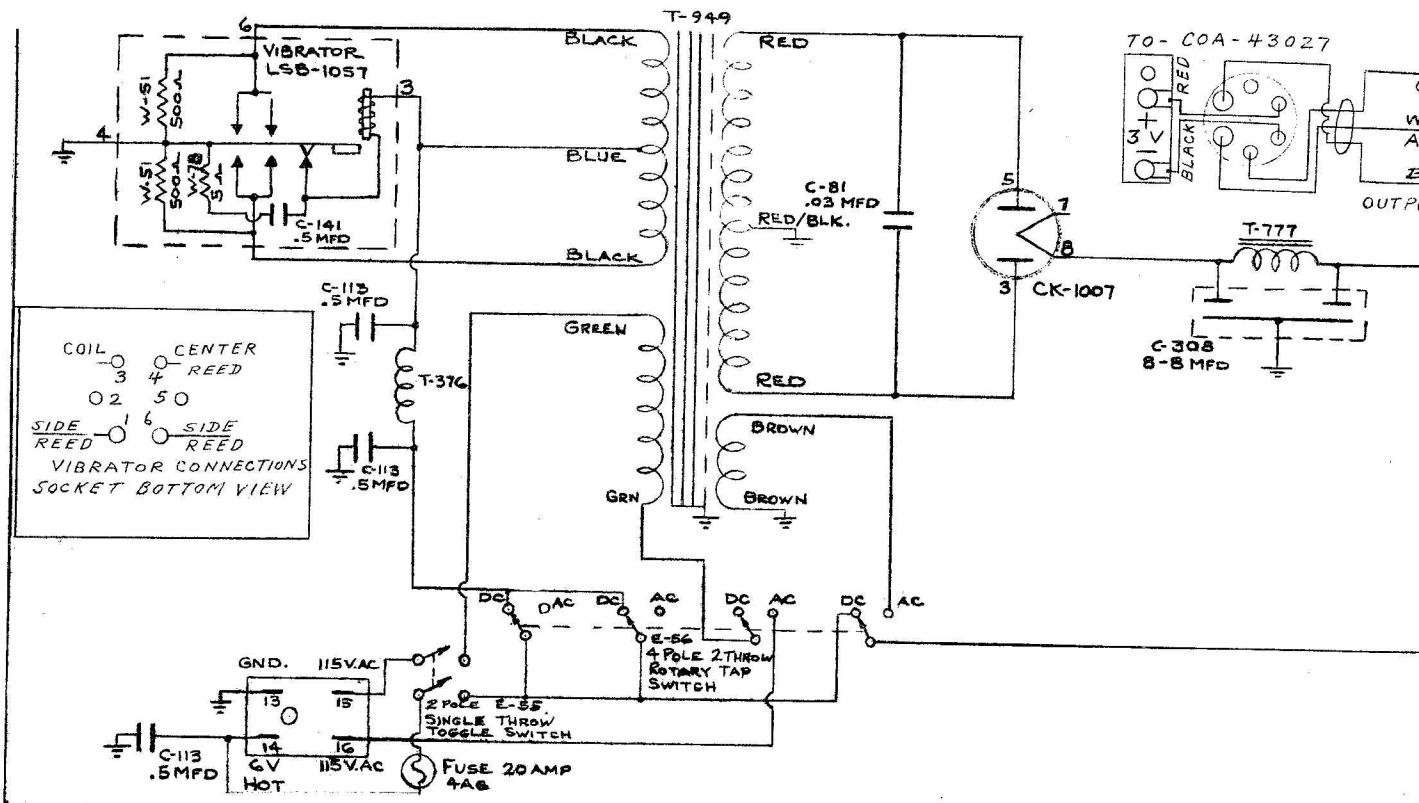 T-949
6
BLACK
RED
VIBRATOR
LSB-1057
W-51
500Ω
3
4
W-51
500Ω
W-78
5Ω
C-141
.5 MFD
BLUE
BLACK
C-81
.03 MFD
RED/BLK.
TO- COA-43027
RED
+
3 V
−
BLACK
OUTP
5
7
8
3
CK-1007
T-777
C-308
8-8 MFD
C-113
.5 MFD
GREEN
T-376
RED
C-113
.5 MFD
GRN
BROWN
BROWN
COIL
3
4
CENTER
REED
2
5
SIDE
REED
1
6
SIDE
REED
VIBRATOR CONNECTIONS
SOCKET BOTTOM VIEW
DC
AC
DC
AC
DC
AC
DC
AC
E-56
4 POLE 2 THROW
ROTARY TAP
SWITCH
GND.
115V.AC
13
15
2 POLE E-55
SINGLE THROW
TOGGLE SWITCH
14
16
C-113
.5 MFD
6V
HOT
115V.AC
FUSE 20 AMP
4AG